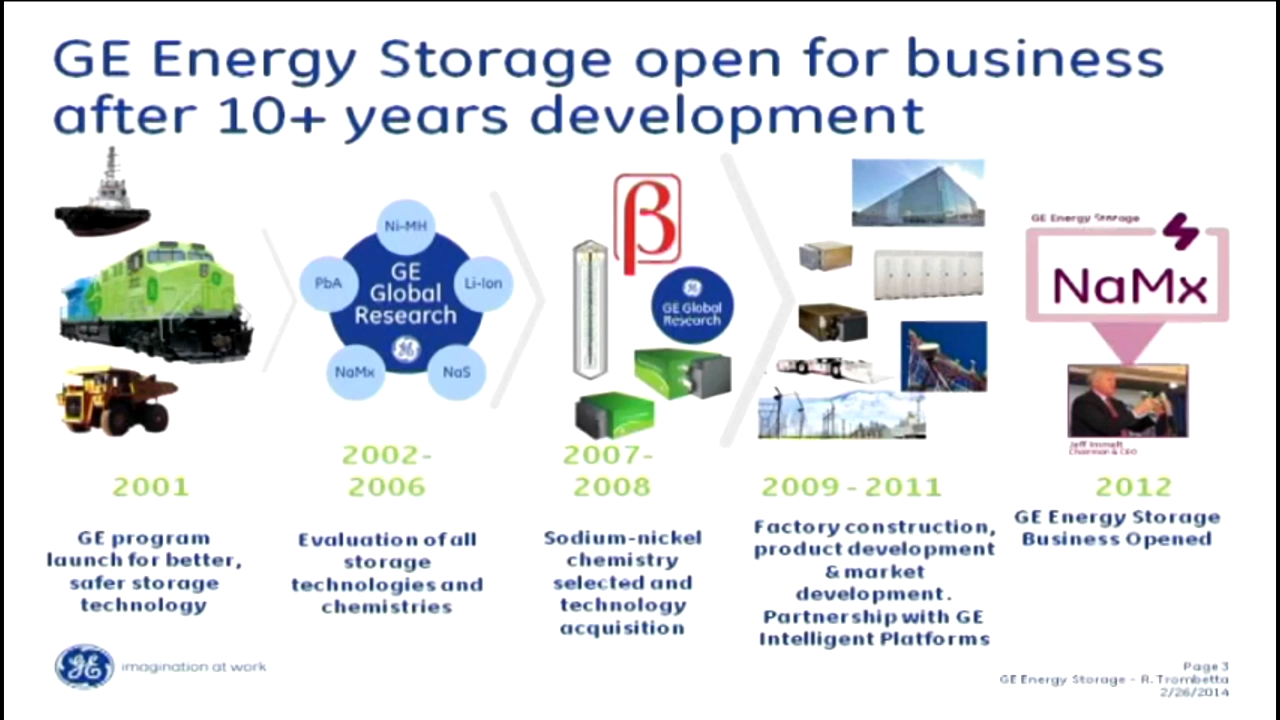 GE Energy Storage open for business
after 10+ years development
Ni-MH
PbA
GE
Global
Research
Li-Ion
NaMx
NaS
β
GE Global
Research
GE Energy Storage
NaMx
Jeff Immelt
Chairman & CEO
2001
GE program
launch for better,
safer storage
technology
2002-
2006
Evaluation of all
storage
technologies and
chemistries
2007-
2008
Sodium-nickel
chemistry
selected and
technology
acquisition
2009 - 2011
Factory construction,
product development
& market
development.
Partnership with GE
Intelligent Platforms
2012
GE Energy Storage
Business Opened
imagination at work
Page 3
GE Energy Storage - R. Trombetta
2/26/2014